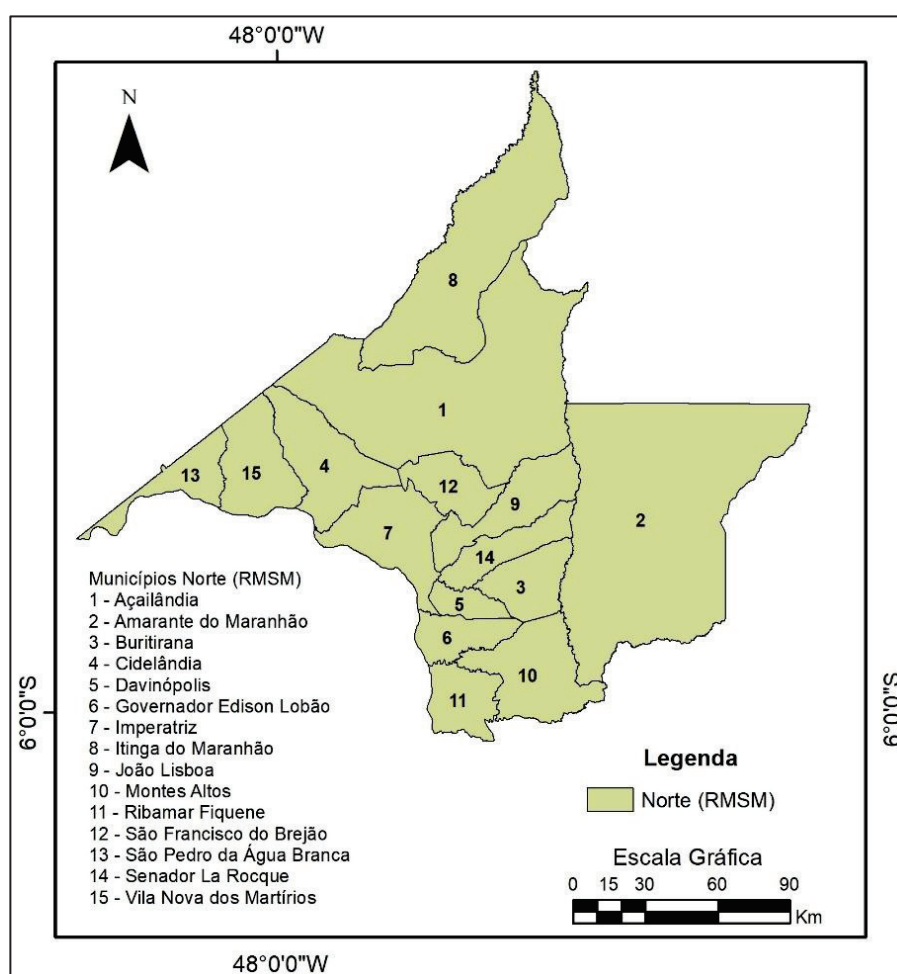 48°0'0"W
N
8
1
13
15
4
12
9
2
7
14
3
5
6
10
11
Municípios Norte (RMSM)
1 - Açailândia
2 - Amarante do Maranhão
3 - Buritirana
4 - Cidelândia
5 - Davinópolis
6 - Governador Edison Lobão
7 - Imperatriz
8 - Itinga do Maranhão
9 - João Lisboa
10 - Montes Altos
11 - Ribamar Fiquene
12 - São Francisco do Brejão
13 - São Pedro da Água Branca
14 - Senador La Rocque
15 - Vila Nova dos Martírios
6°0'0"S
6°0'0"S
Legenda
Norte (RMSM)
Escala Gráfica
0 15 30 60 90
Km
48°0'0"W